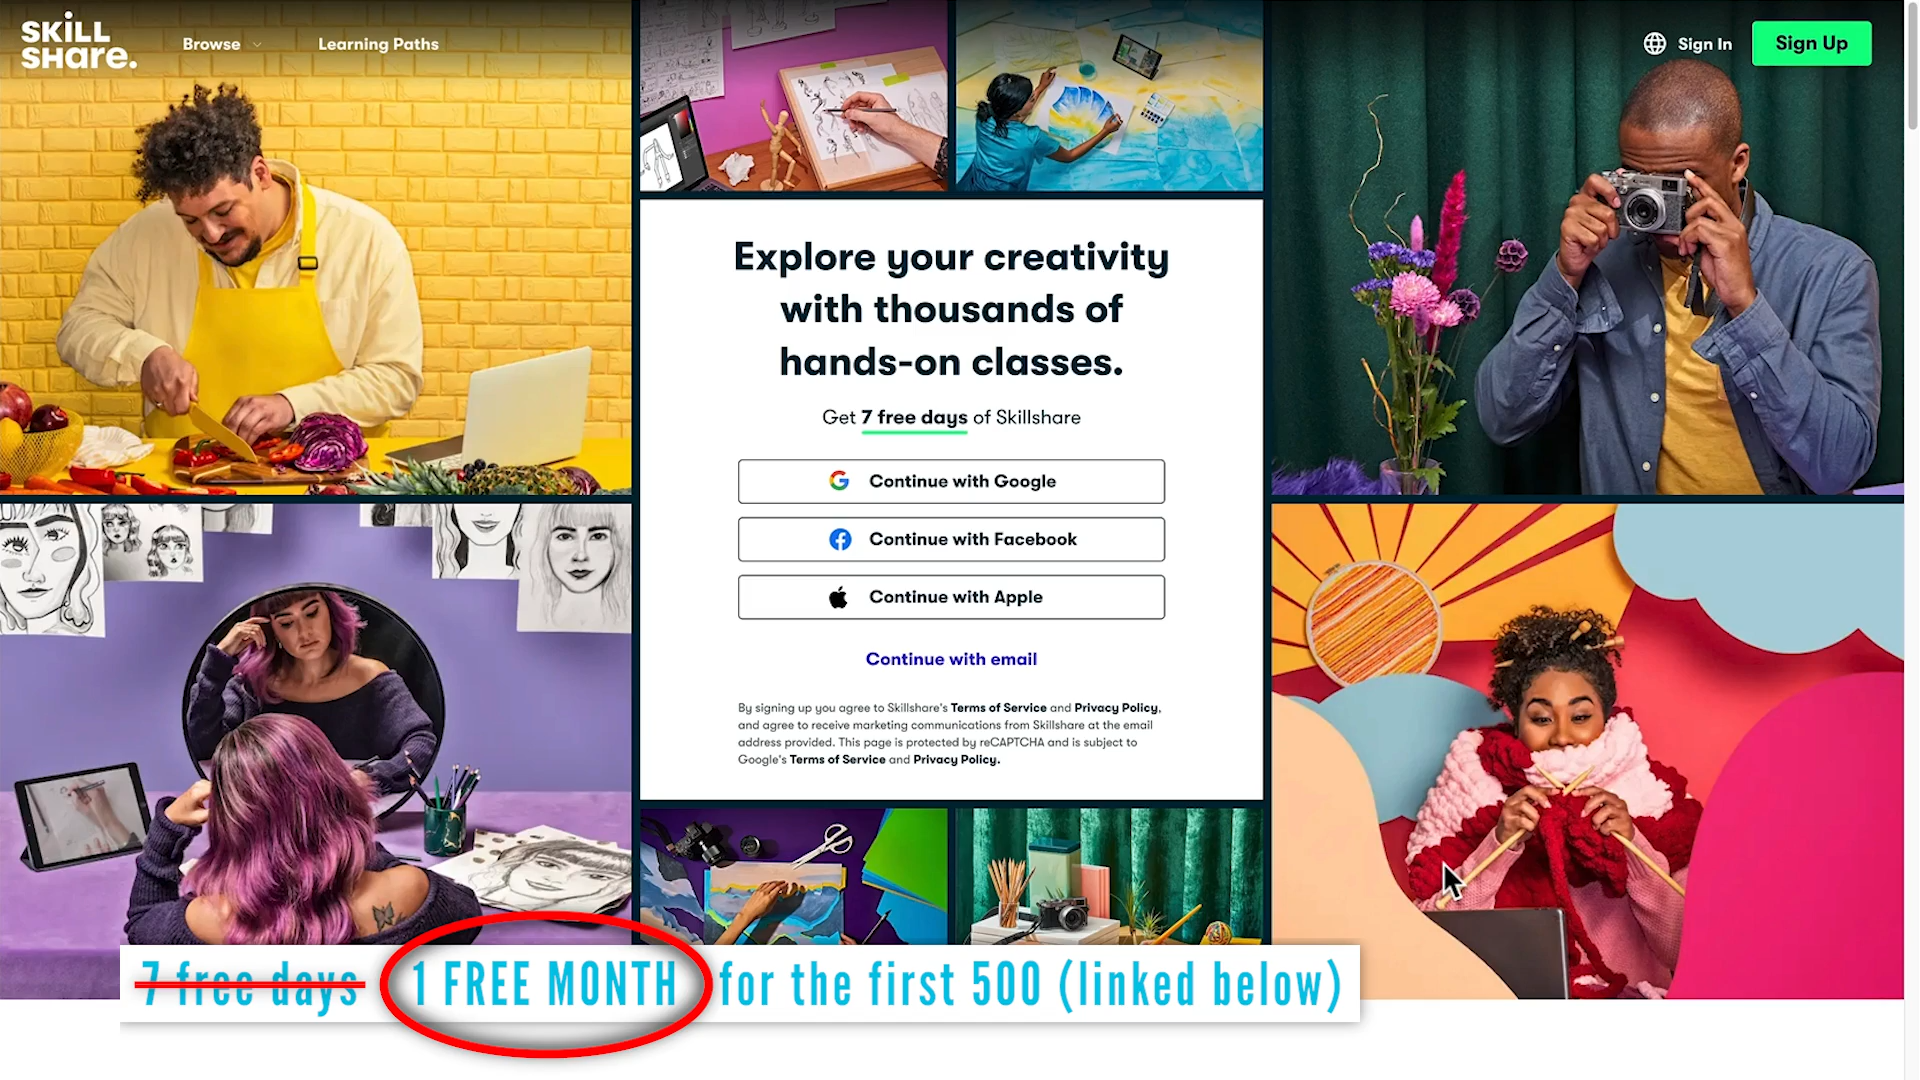 SKILL
SHare.
Browse
Learning Paths
Sign In
Sign Up
Explore your creativity
with thousands of
hands-on classes.
Get 7 free days of Skillshare
Continue with Google
Continue with Facebook
Continue with Apple
Continue with email
By signing up you agree to Skillshare's Terms of Service and Privacy Policy,
and agree to receive marketing communications from Skillshare at the email
address provided. This page is protected by reCAPTCHA and is subject to
Google's Terms of Service and Privacy Policy.
7 free days 1 FREE MONTH for the first 500 (linked below)